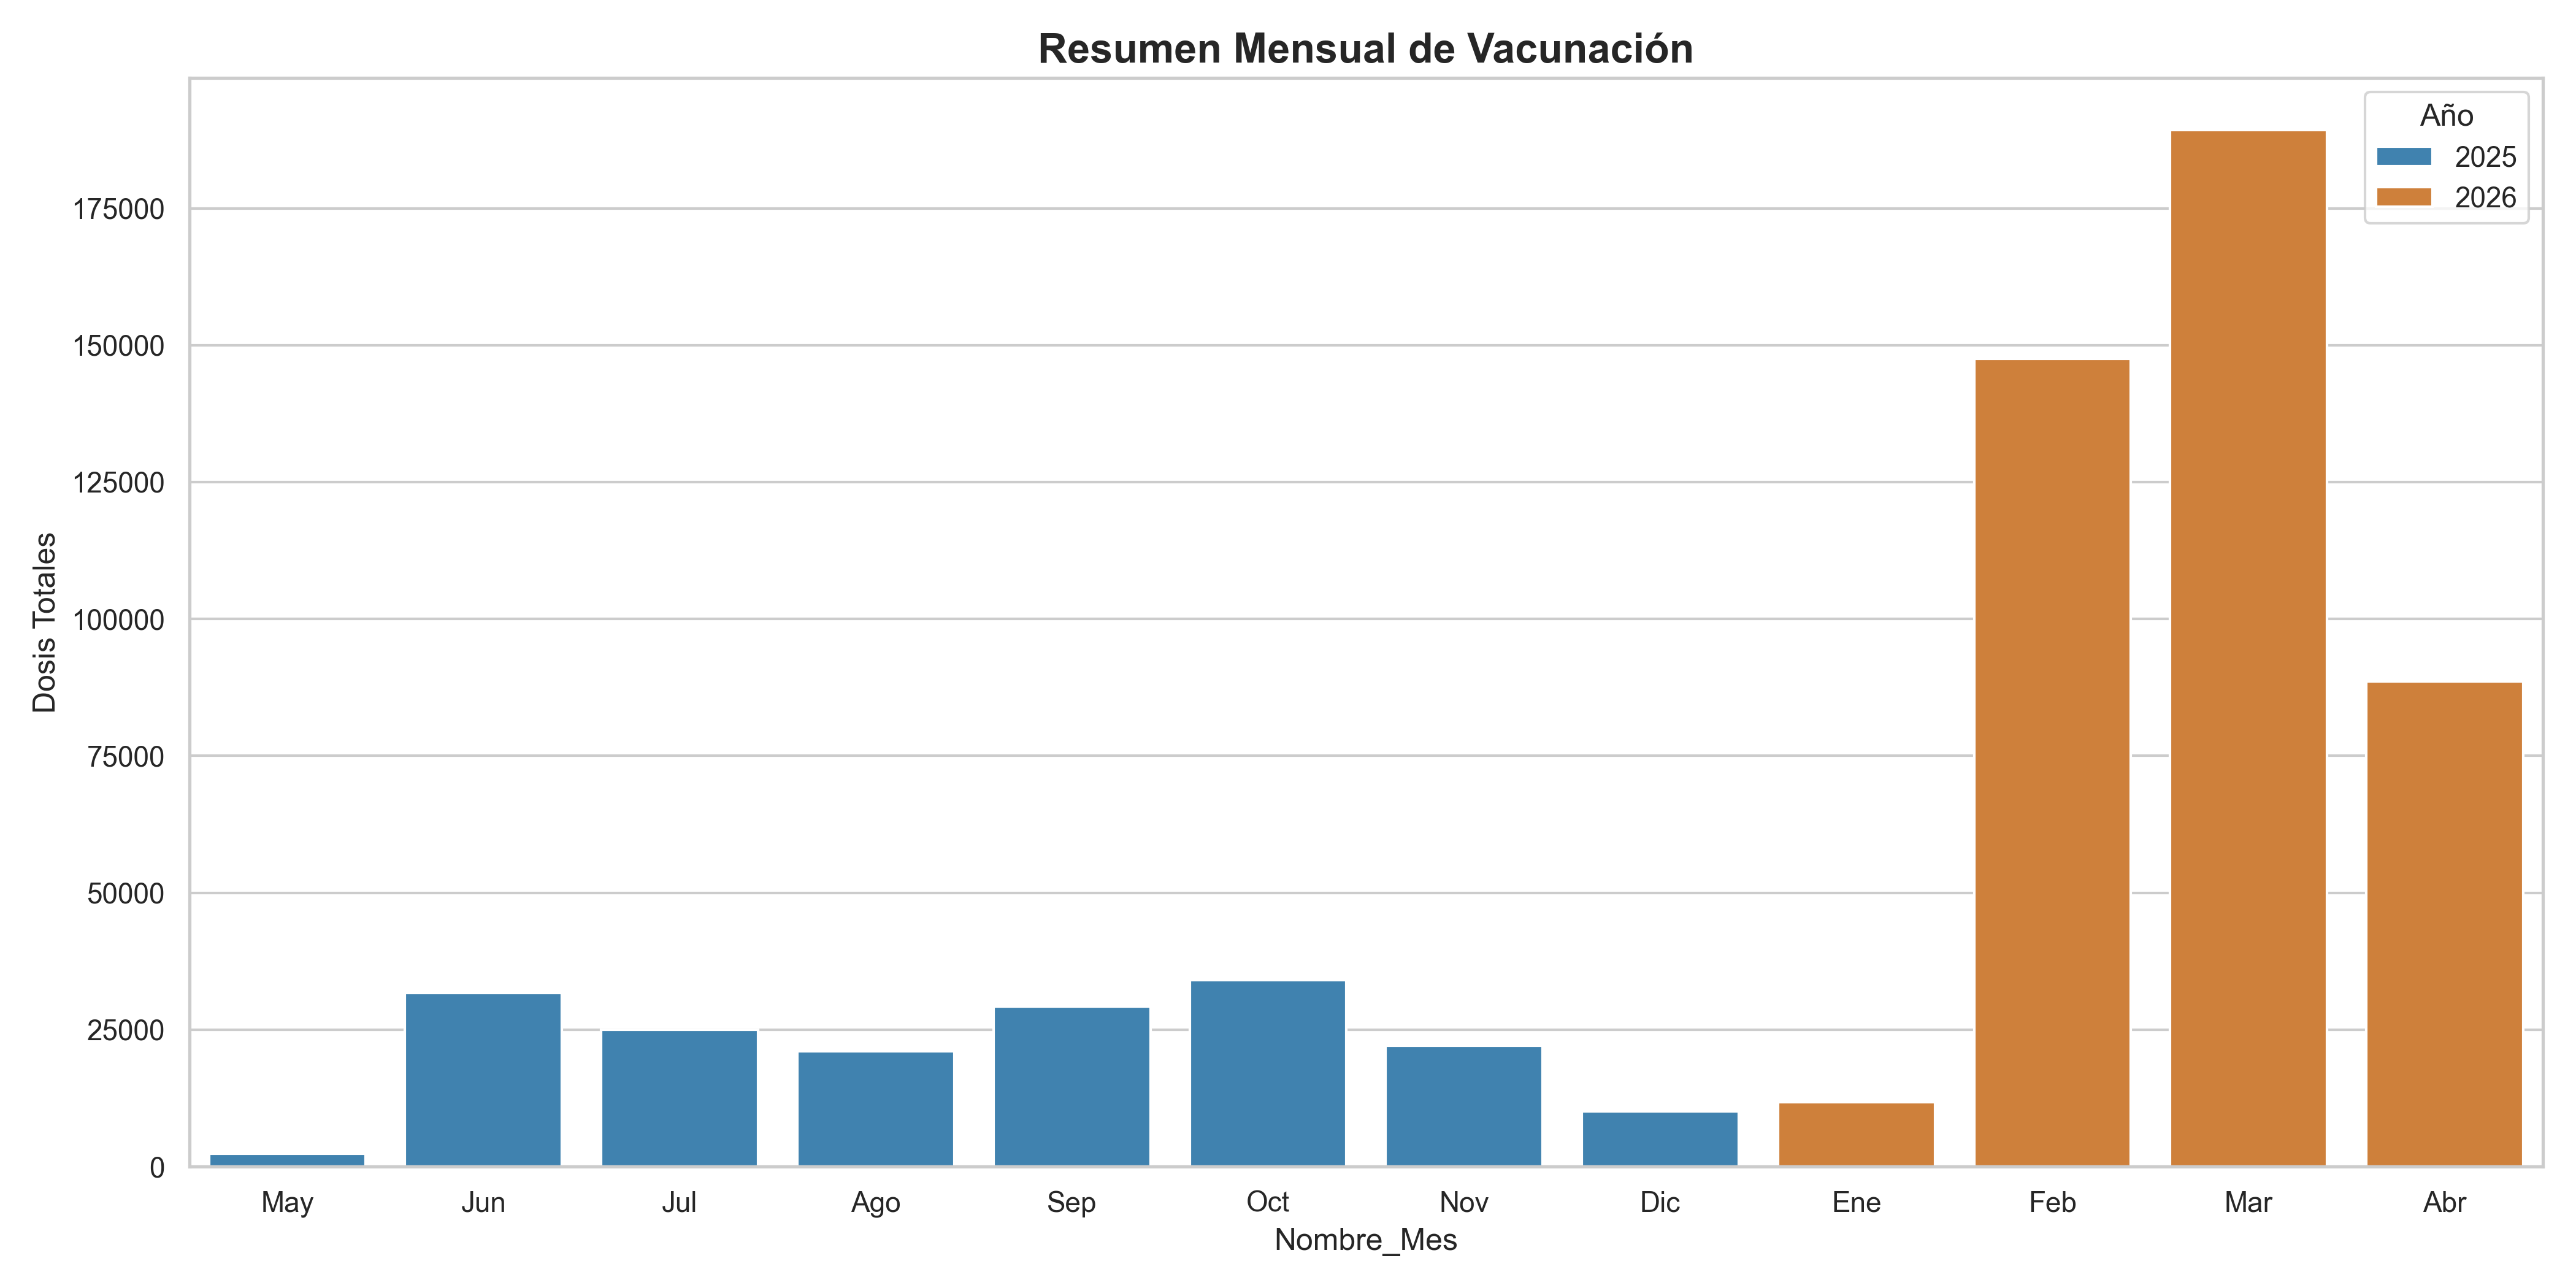 Resumen Mensual de Vacunación
Año
2025
2026
175000
150000
125000
100000
75000
50000
25000
0
Dosis Totales
May Jun Jul Ago Sep Oct Nov Dic Ene Feb Mar Abr
Nombre_Mes